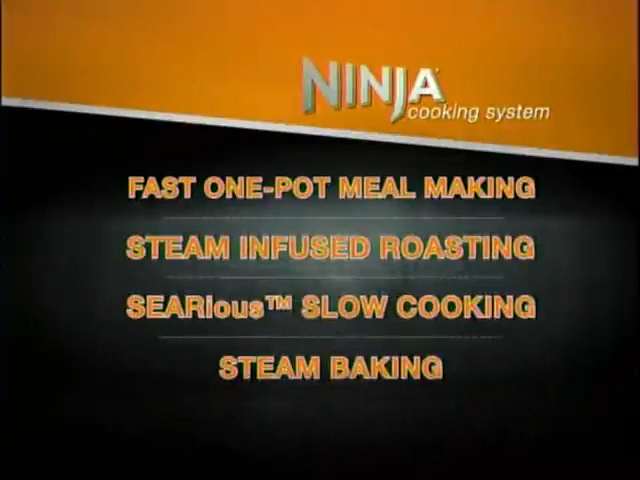 NINJA
cooking system
FAST ONE-POT MEAL MAKING
STEAM INFUSED ROASTING
SEARious™ SLOW COOKING
STEAM BAKING